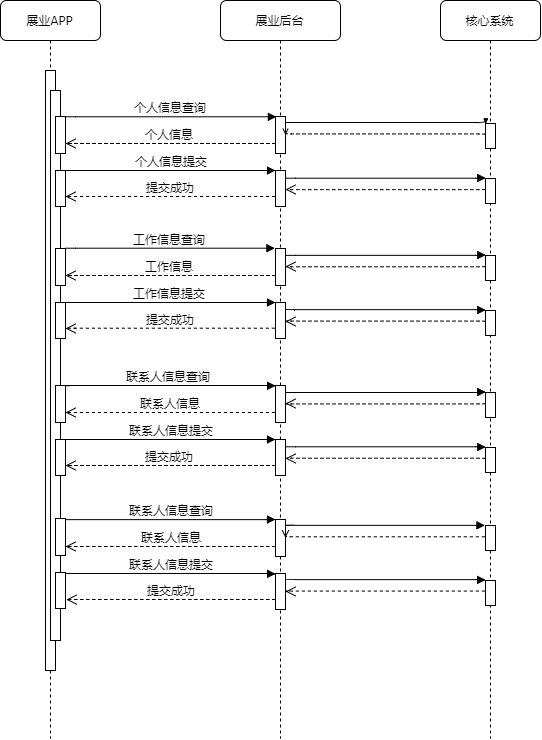 展业APP
展业后台
核心系统
个人信息查询
个人信息
个人信息提交
提交成功
工作信息查询
工作信息
工作信息提交
提交成功
联系人信息查询
联系人信息
联系人信息提交
提交成功
联系人信息查询
联系人信息
联系人信息提交
提交成功